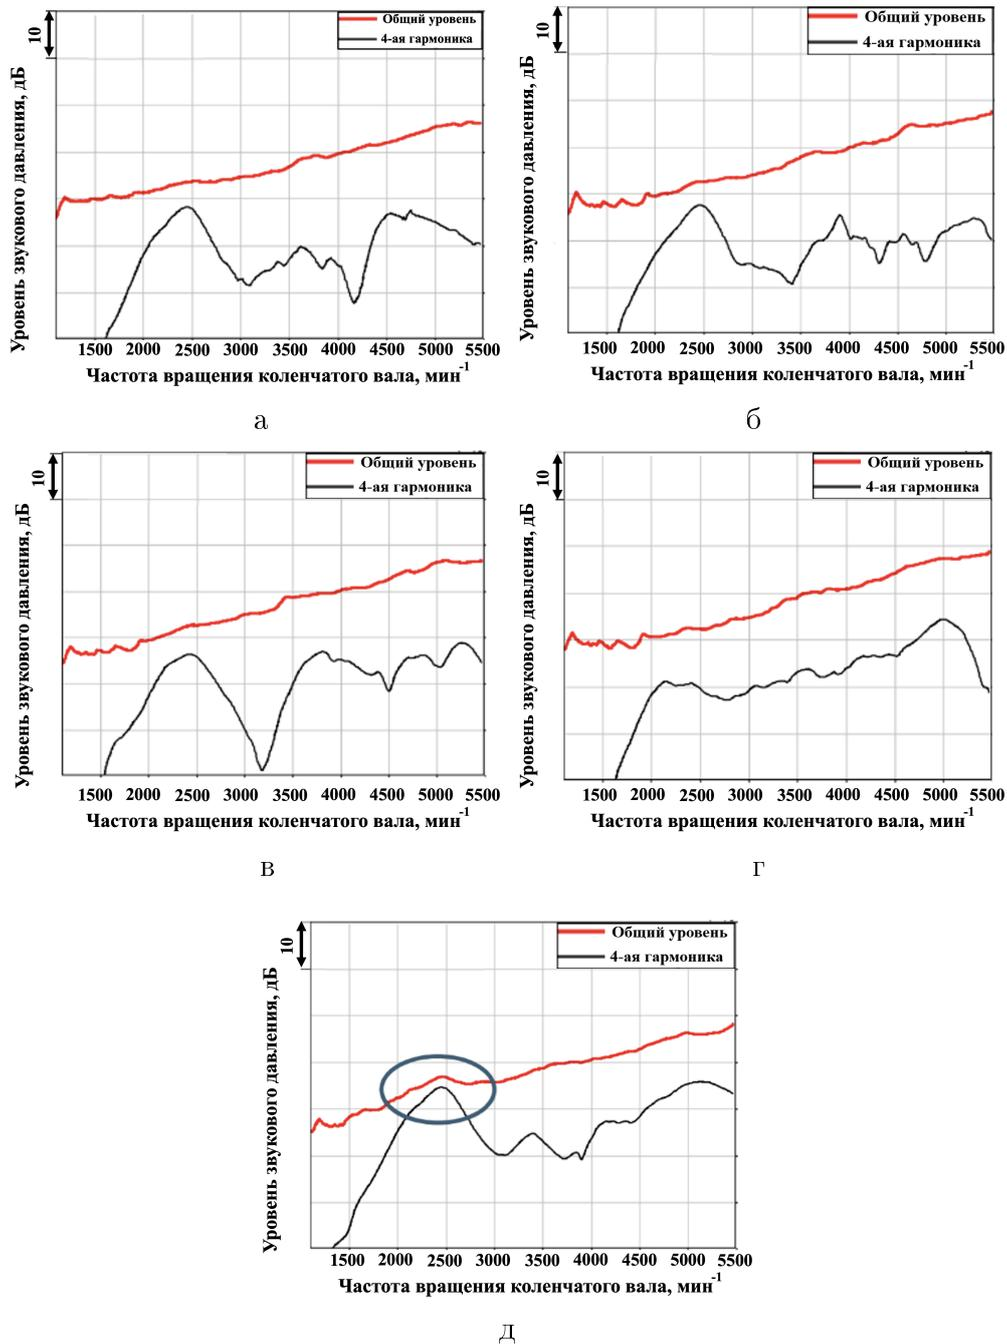 10
Общий уровень
4-ая гармоника
Уровень звукового давления, дБ
1500 2000 2500 3000 3500 4000 4500 5000 5500
Частота вращения коленчатого вала, мин-1
а
10
Общий уровень
4-ая гармоника
Уровень звукового давления, дБ
1500 2000 2500 3000 3500 4000 4500 5000 5500
Частота вращения коленчатого вала, мин-1
б
10
Общий уровень
4-ая гармоника
Уровень звукового давления, дБ
1500 2000 2500 3000 3500 4000 4500 5000 5500
Частота вращения коленчатого вала, мин-1
в
10
Общий уровень
4-ая гармоника
Уровень звукового давления, дБ
1500 2000 2500 3000 3500 4000 4500 5000 5500
Частота вращения коленчатого вала, мин-1
г
10
Общий уровень
4-ая гармоника
Уровень звукового давления, дБ
1500 2000 2500 3000 3500 4000 4500 5000 5500
Частота вращения коленчатого вала, мин-1
д